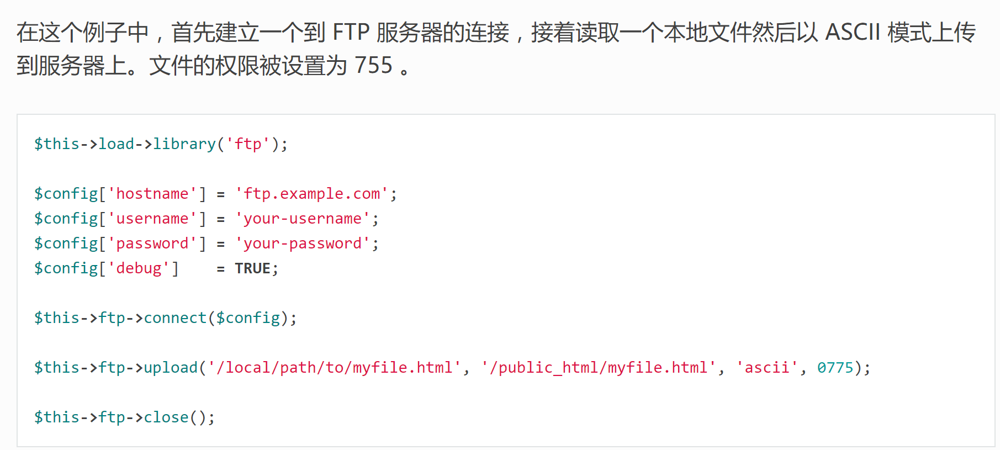 在这个例子中，首先建立一个到 FTP 服务器的连接，接着读取一个本地文件然后以 ASCII 模式上传
到服务器上。文件的权限被设置为 755 。
$this->load->library('ftp');
$config['hostname'] = 'ftp.example.com';
$config['username'] = 'your-username';
$config['password'] = 'your-password';
$config['debug']    = TRUE;
$this->ftp->connect($config);
$this->ftp->upload('/local/path/to/myfile.html', '/public_html/myfile.html', 'ascii', 0775);
$this->ftp->close();